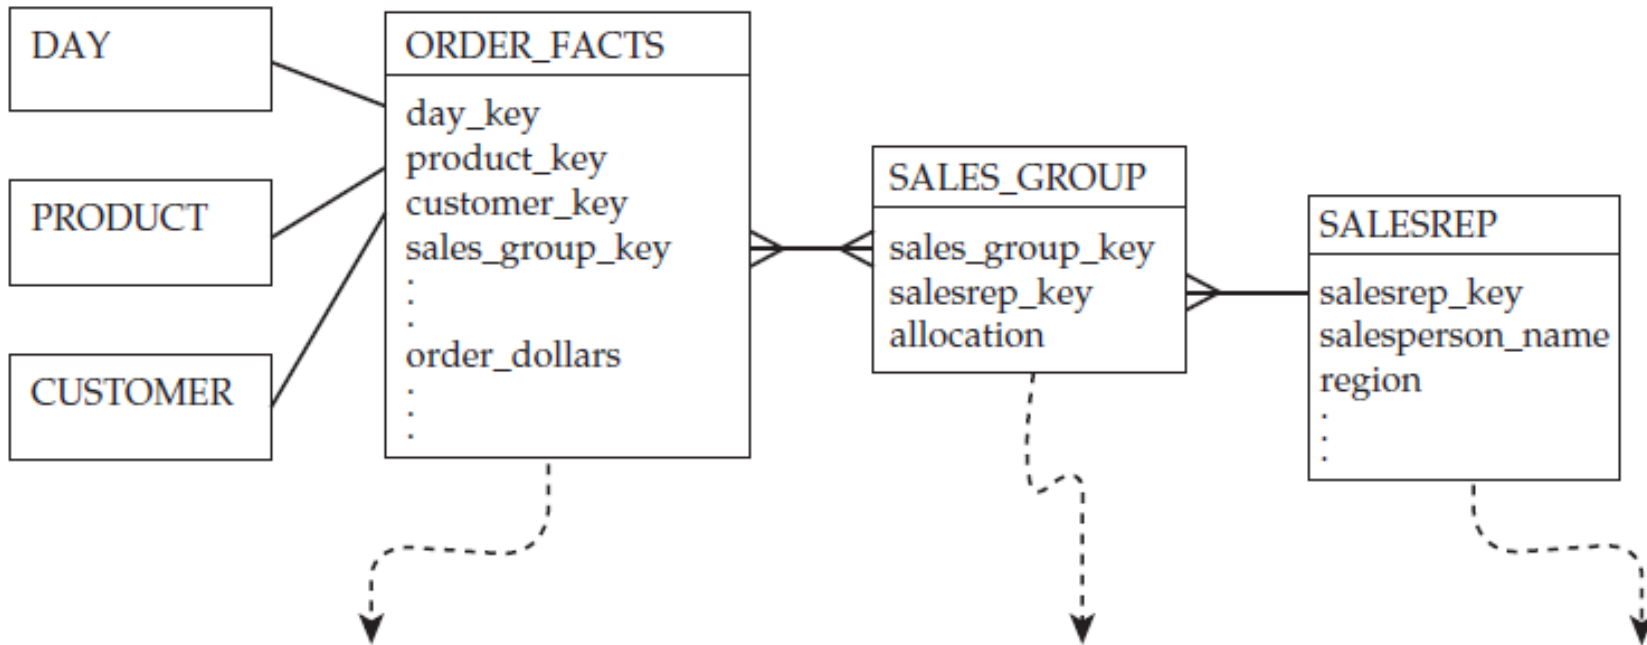 DAY
PRODUCT
CUSTOMER
ORDER_FACTS
day_key
product_key
customer_key
sales_group_key
.
.
.
order_dollars
.
.
.
SALES_GROUP
sales_group_key
salesrep_key
allocation
SALESREP
salesrep_key
salesperson_name
region
.
.
.